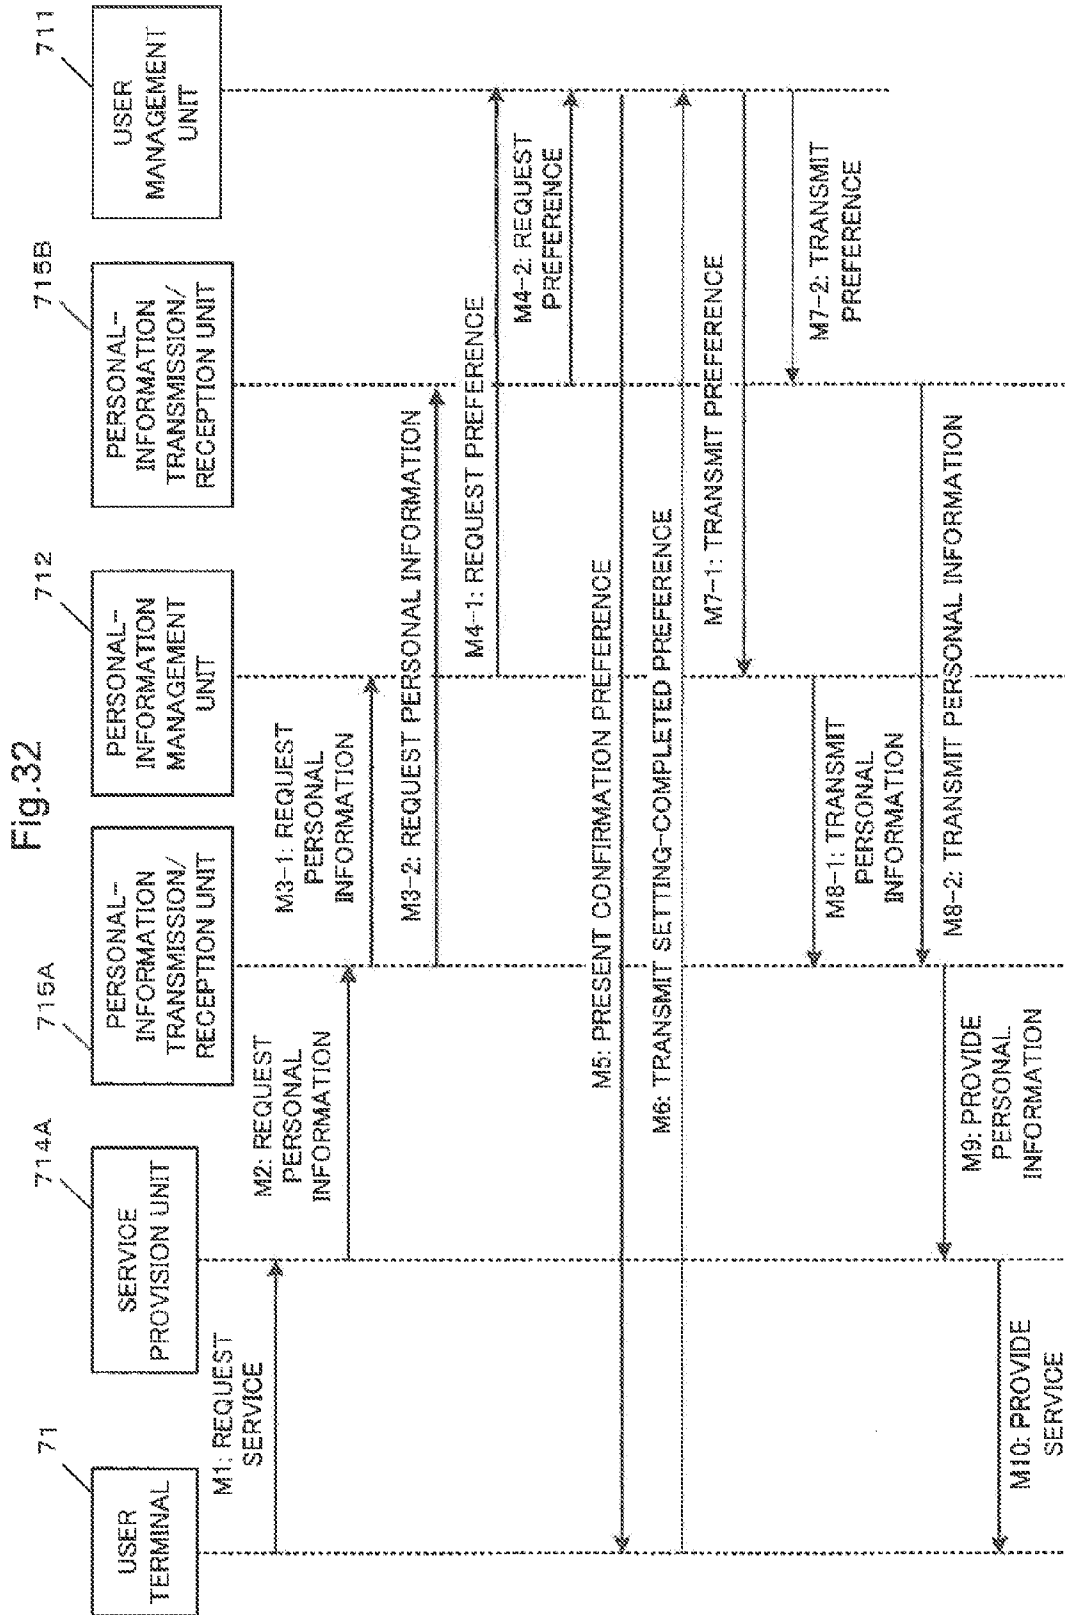 Fig.32
71
USER
TERMINAL
714A
SERVICE
PROVISION UNIT
715A
PERSONAL-
INFORMATION
TRANSMISSION/
RECEPTION UNIT
712
PERSONAL-
INFORMATION
MANAGEMENT
UNIT
715B
PERSONAL-
INFORMATION
TRANSMISSION/
RECEPTION UNIT
711
USER
MANAGEMENT
UNIT
M1: REQUEST
SERVICE
M2: REQUEST
PERSONAL
INFORMATION
M3-1: REQUEST
PERSONAL
INFORMATION
M3-2: REQUEST PERSONAL INFORMATION
M4-1: REQUEST PREFERENCE
M4-2: REQUEST
PREFERENCE
M5: PRESENT CONFIRMATION PREFERENCE
M6: TRANSMIT SETTING-COMPLETED PREFERENCE
M7-1: TRANSMIT PREFERENCE
M7-2: TRANSMIT
PREFERENCE
M8-1: TRANSMIT
PERSONAL
INFORMATION
M8-2: TRANSMIT PERSONAL INFORMATION
M9: PROVIDE
PERSONAL
INFORMATION
M10: PROVIDE
SERVICE